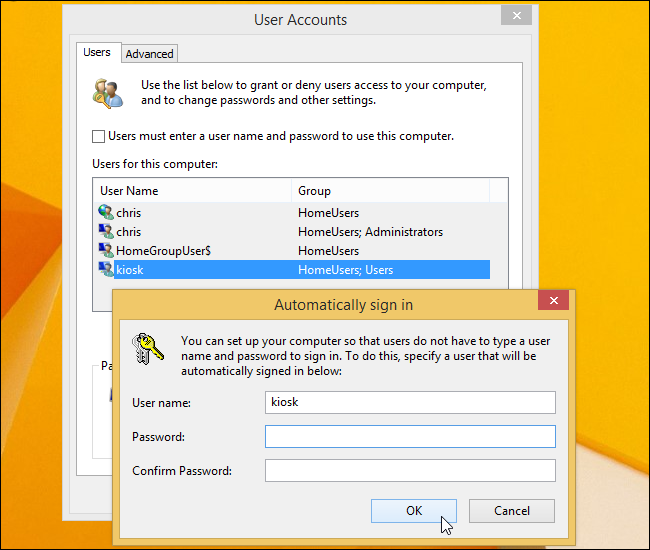 User Accounts
Users Advanced
Use the list below to grant or deny users access to your computer,
and to change passwords and other settings.
Users must enter a user name and password to use this computer.
Users for this computer:
User Name Group
chris HomeUsers
chris HomeUsers; Administrators
HomeGroupUser$ HomeUsers
kiosk HomeUsers; Users
Automatically sign in
You can set up your computer so that users do not have to type a user
name and password to sign in. To do this, specify a user that will be
automatically signed in below:
User name: kiosk
Password:
Confirm Password:
OK Cancel